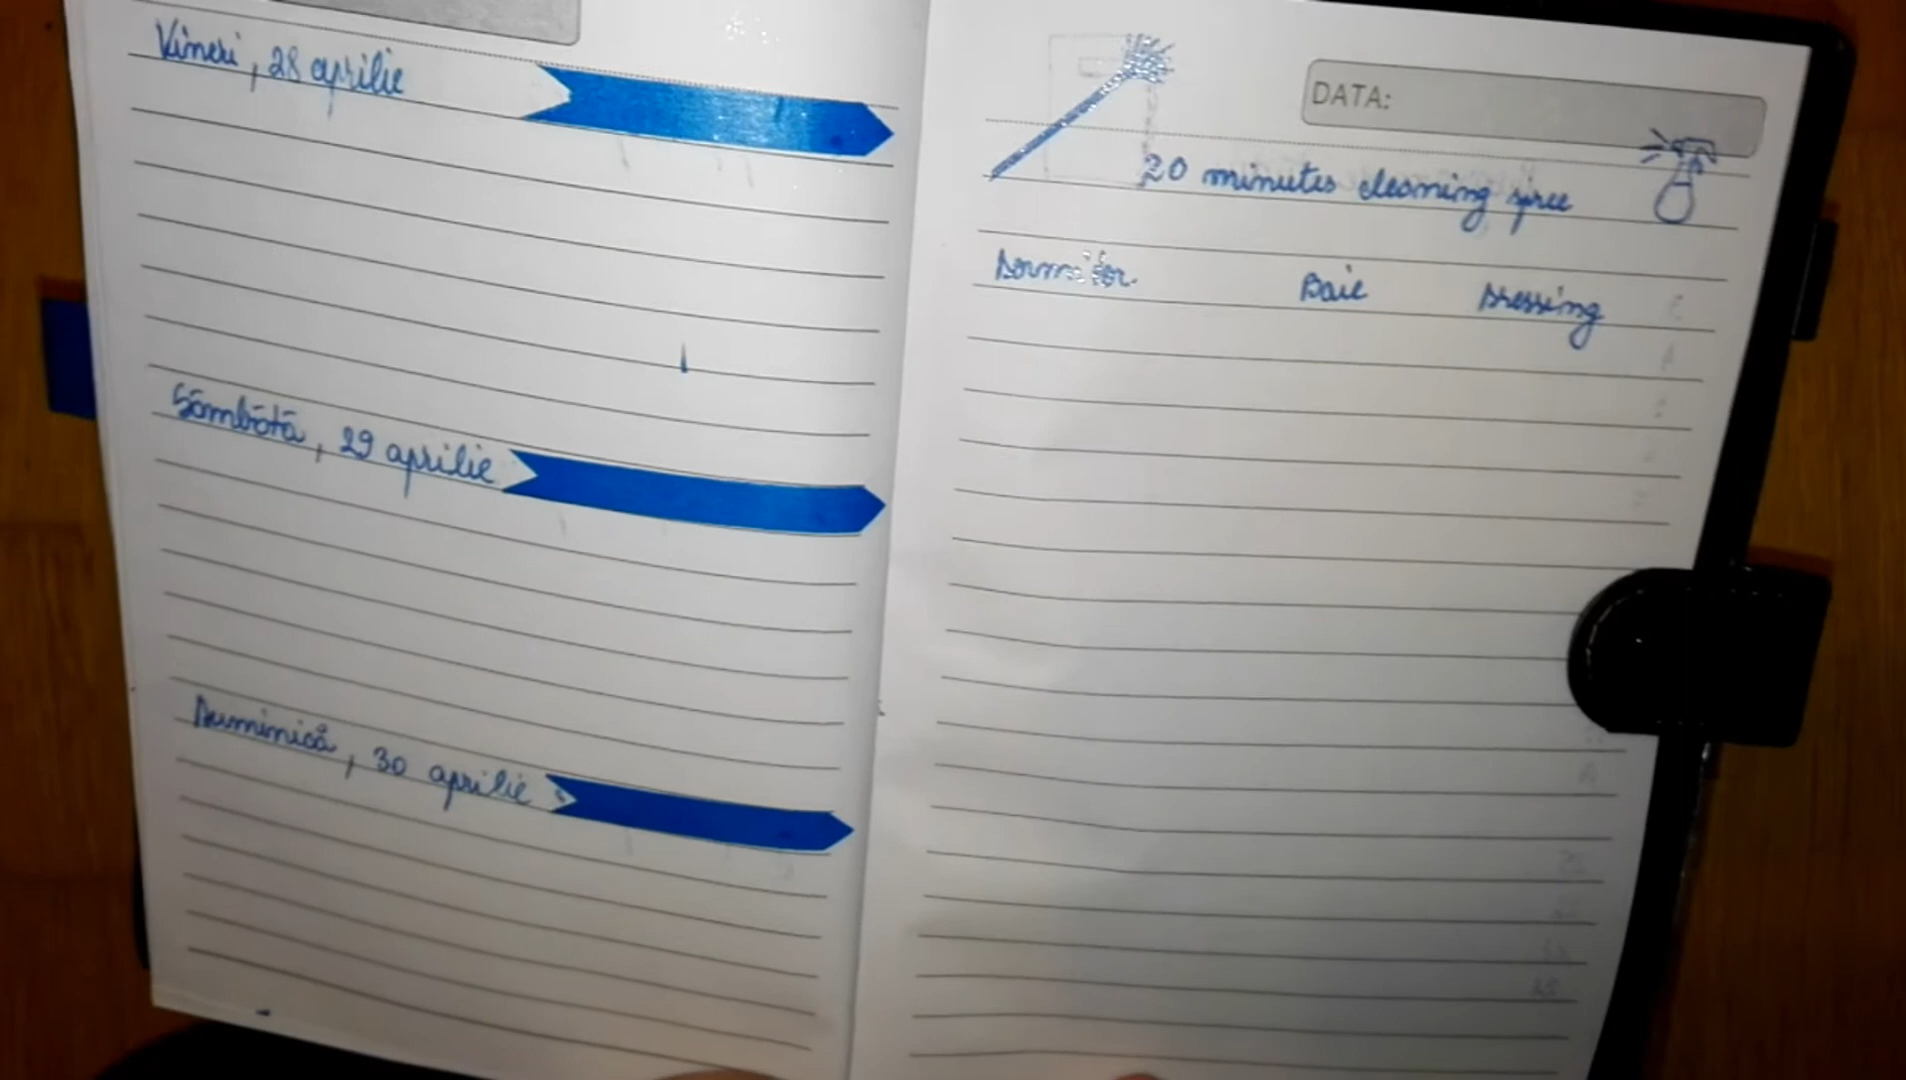 Vineri, 28 aprilie
Sâmbătă, 29 aprilie
Duminică, 30 aprilie
DATA:
20 minutes cleaning spree
Dormitor Baie Dressing